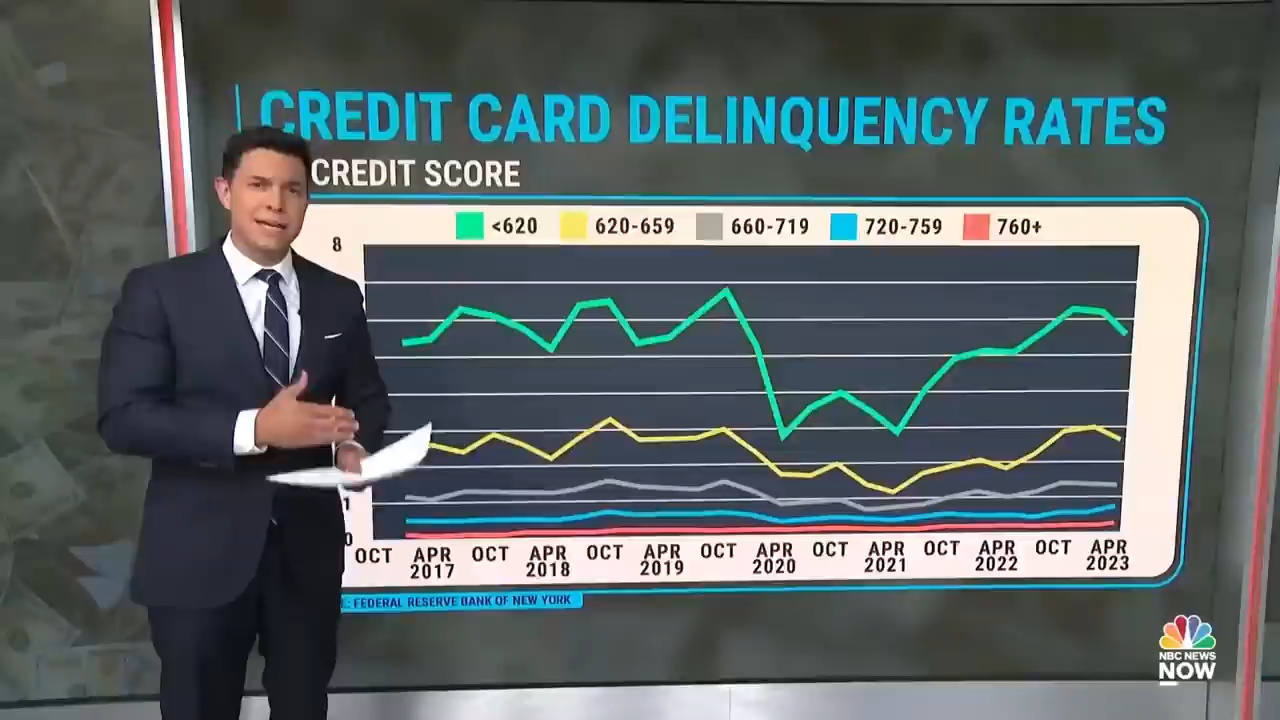 CREDIT CARD DELINQUENCY RATES
CREDIT SCORE
<620 620-659 660-719 720-759 760+
8
1
0
OCT APR 2017 OCT APR 2018 OCT APR 2019 OCT APR 2020 OCT APR 2021 OCT APR 2022 OCT APR 2023
: FEDERAL RESERVE BANK OF NEW YORK
NBC NEWS
NOW